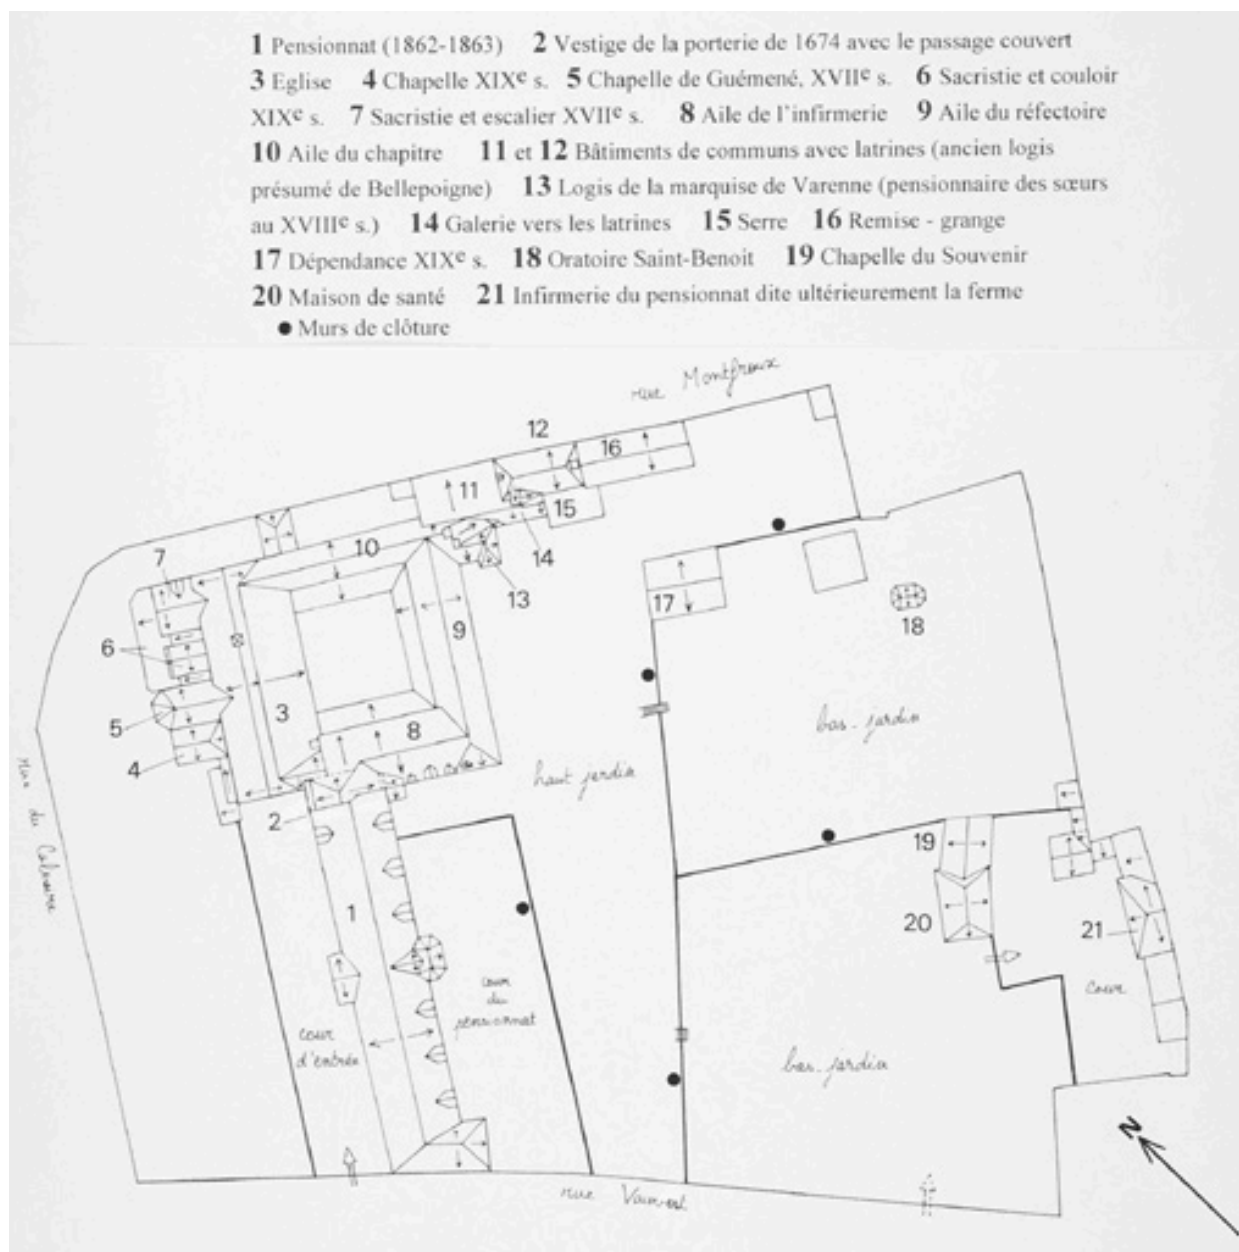 1 Pensionnat (1862-1863) 2 Vestige de la porterie de 1674 avec le passage couvert
3 Eglise 4 Chapelle XIXe s. 5 Chapelle de Guémené, XVIIe s. 6 Sacristie et couloir
XIXe s. 7 Sacristie et escalier XVIIe s. 8 Aile de l'infirmerie 9 Aile du réfectoire
10 Aile du chapitre 11 et 12 Bâtiments de communs avec latrines (ancien logis
présumé de Bellepoigne) 13 Logis de la marquise de Varenne (pensionnaire des sœurs
au XVIIIe s.) 14 Galerie vers les latrines 15 Serre 16 Remise - grange
17 Dépendance XIXe s. 18 Oratoire Saint-Benoit 19 Chapelle du Souvenir
20 Maison de santé 21 Infirmerie du pensionnat dite ultérieurement la ferme
● Murs de clôture
rue Montfroux
12
16
11
15
14
10
7
13
17
18
9
6
3
5
8
4
bas-jardin
haut jardin
2
rue du Calvaire
19
20
21
1
cour
du
pensionnat
cour
cour
d'entrée
bas-jardin
N
rue